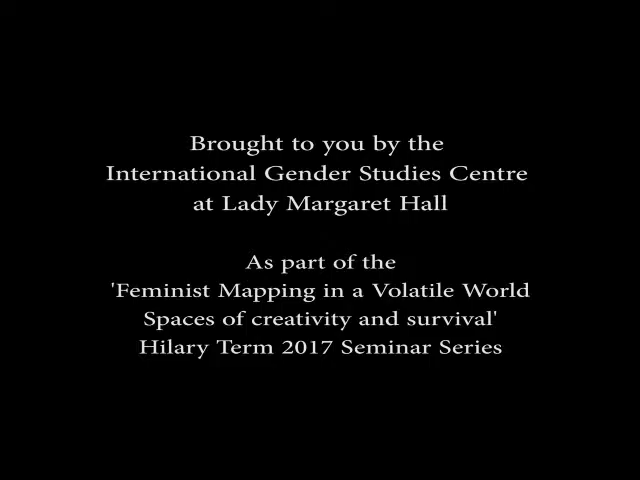 Brought to you by the
International Gender Studies Centre
at Lady Margaret Hall
As part of the
'Feminist Mapping in a Volatile World
Spaces of creativity and survival'
Hilary Term 2017 Seminar Series